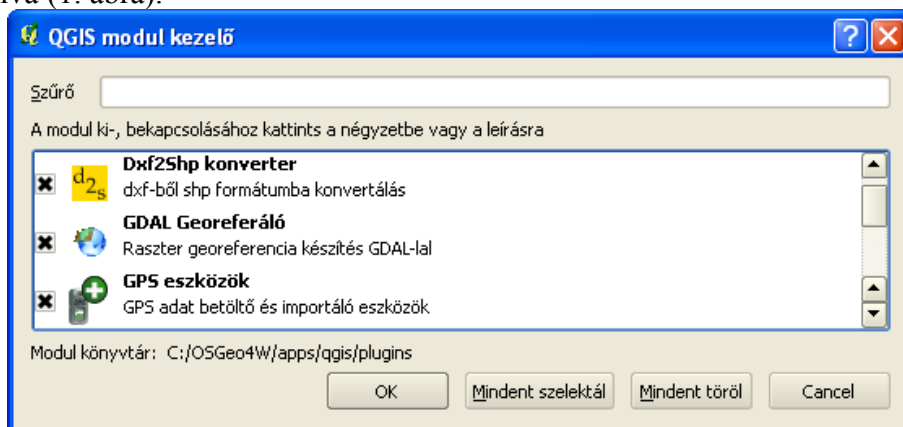 (1. ábra).
QGIS modul kezelő
Szűrő
A modul ki-, bekapcsolásához kattints a négyzetbe vagy a leírásra
Dxf2Shp konverter
d2s
dxf-ből shp formátumba konvertálás
GDAL Georeferáló
Raszter georeferencia készítés GDAL-lal
GPS eszközök
GPS adat betöltő és importáló eszközök
Modul könyvtár: C:/OSGeo4W/apps/qgis/plugins
OK
Mindent szelektál
Mindent töröl
Cancel